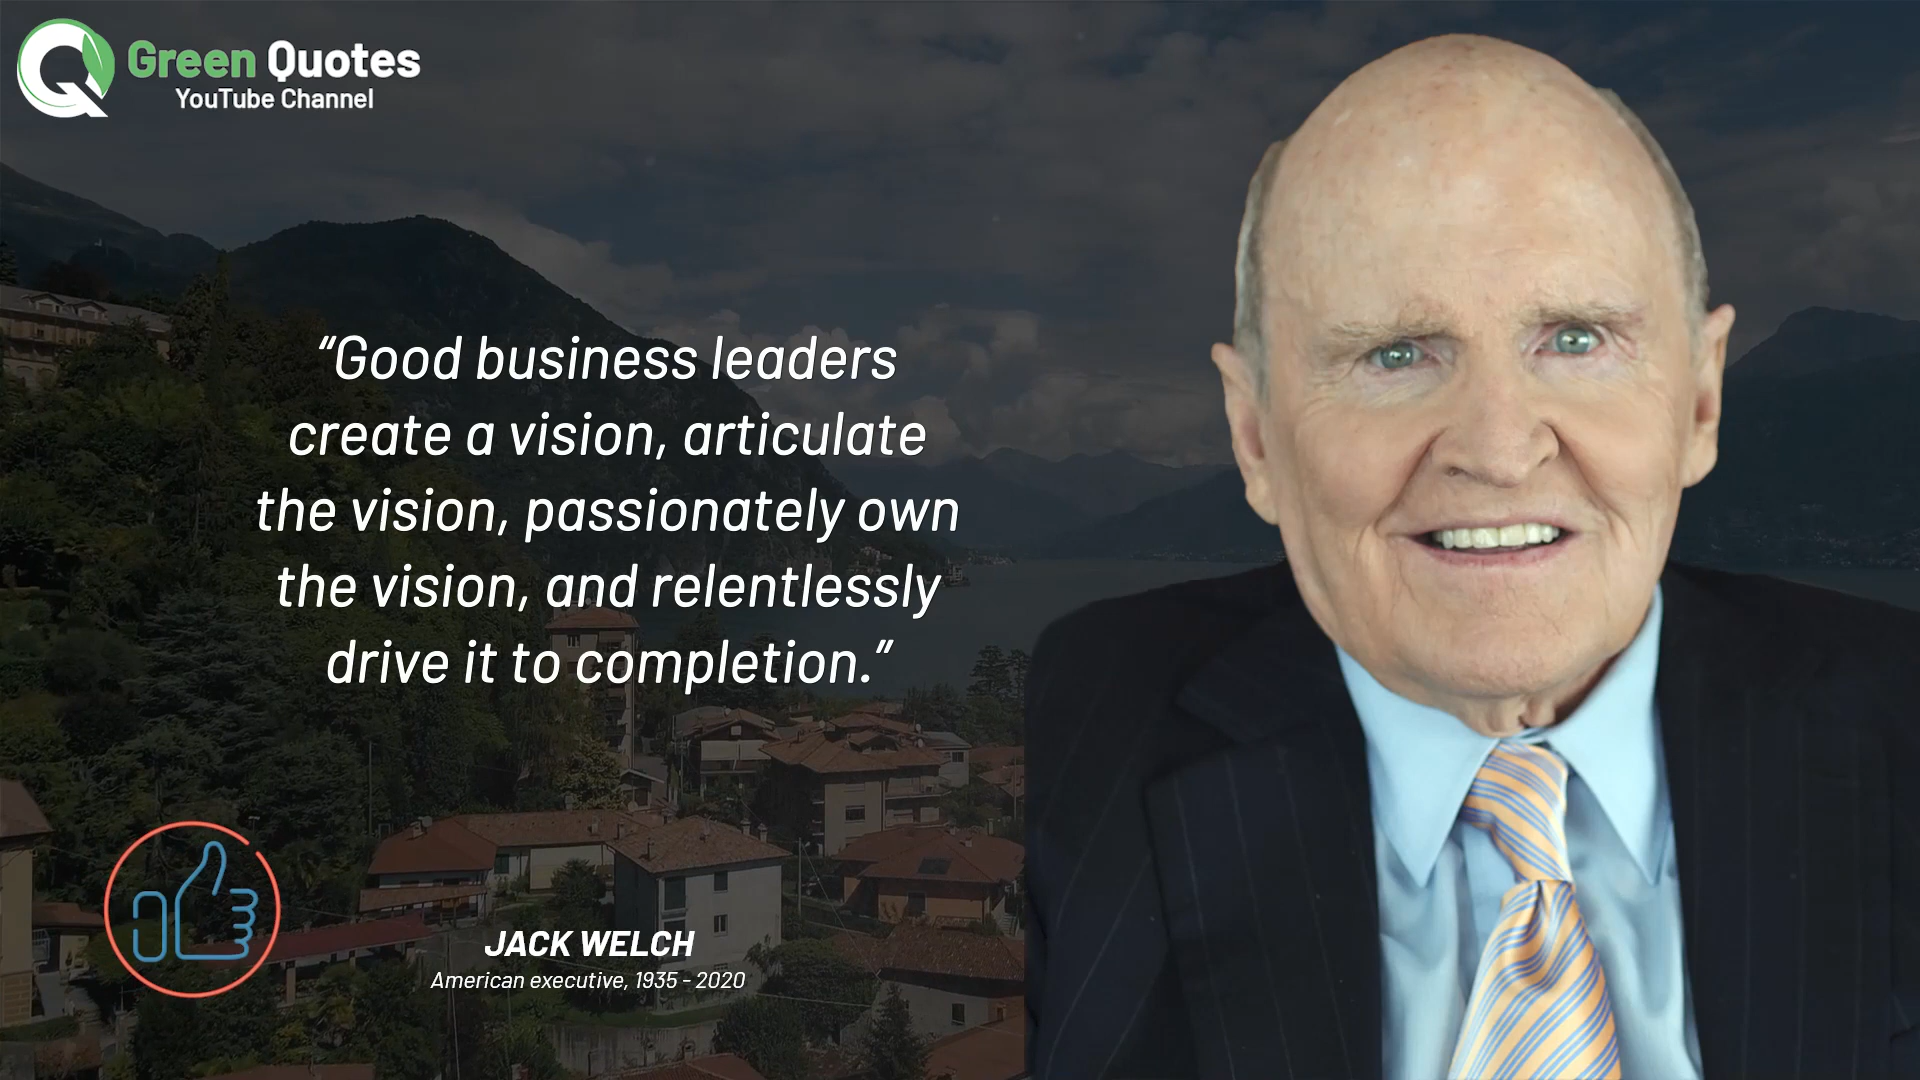 Green Quotes
YouTube Channel
“Good business leaders
create a vision, articulate
the vision, passionately own
the vision, and relentlessly
drive it to completion.”
JACK WELCH
American executive, 1935 - 2020